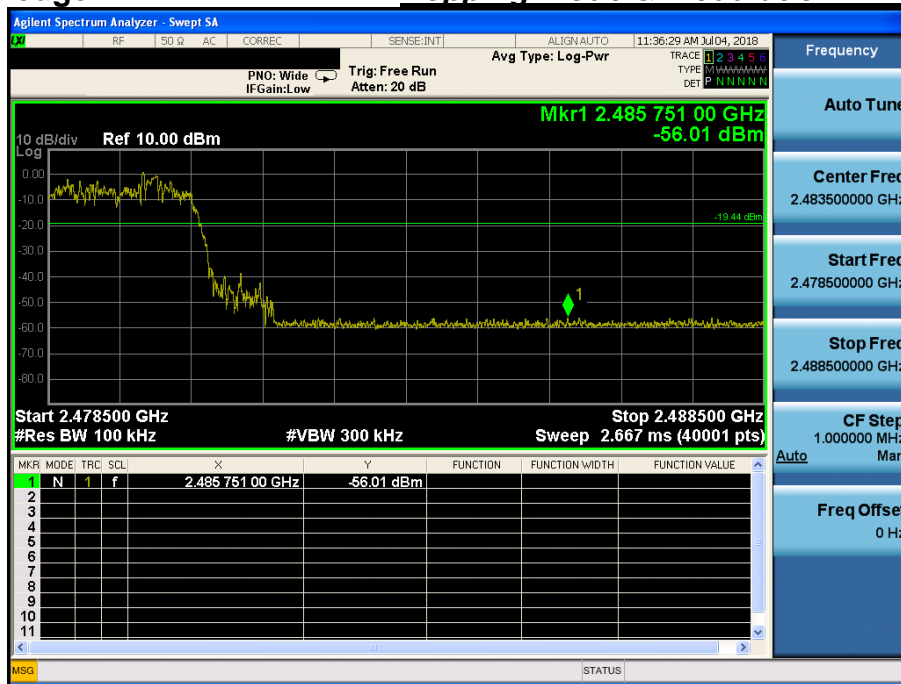 Agilent Spectrum Analyzer - Swept SA
LXI RF 50 Ω AC CORREC SENSE:INT ALIGN AUTO 11:36:29 AM Jul 04, 2018
Frequency
Avg Type: Log-Pwr TRACE 1 2 3 4 5 6
PNO: Wide Trig: Free Run TYPE M WWWWW
IFGain:Low Atten: 20 dB DET P N N N N N
Auto Tune
Mkr1 2.485 751 00 GHz
10 dB/div Ref 10.00 dBm -56.01 dBm
Log
0.00
-10.0
-20.0
-30.0
-40.0
-50.0
-60.0
-70.0
-80.0
-19.44 dBm
1
Center Freq
2.483500000 GHz
Start Freq
2.478500000 GHz
Stop Freq
2.488500000 GHz
Start 2.478500 GHz Stop 2.488500 GHz
#Res BW 100 kHz #VBW 300 kHz Sweep 2.667 ms (40001 pts)
CF Step
1.000000 MHz
Auto Man
MKR MODE TRC SCL X Y FUNCTION FUNCTION WIDTH FUNCTION VALUE
1 N 1 f 2.485 751 00 GHz -56.01 dBm
2
3
4
5
6
7
8
9
10
11
Freq Offset
0 Hz
MSG STATUS